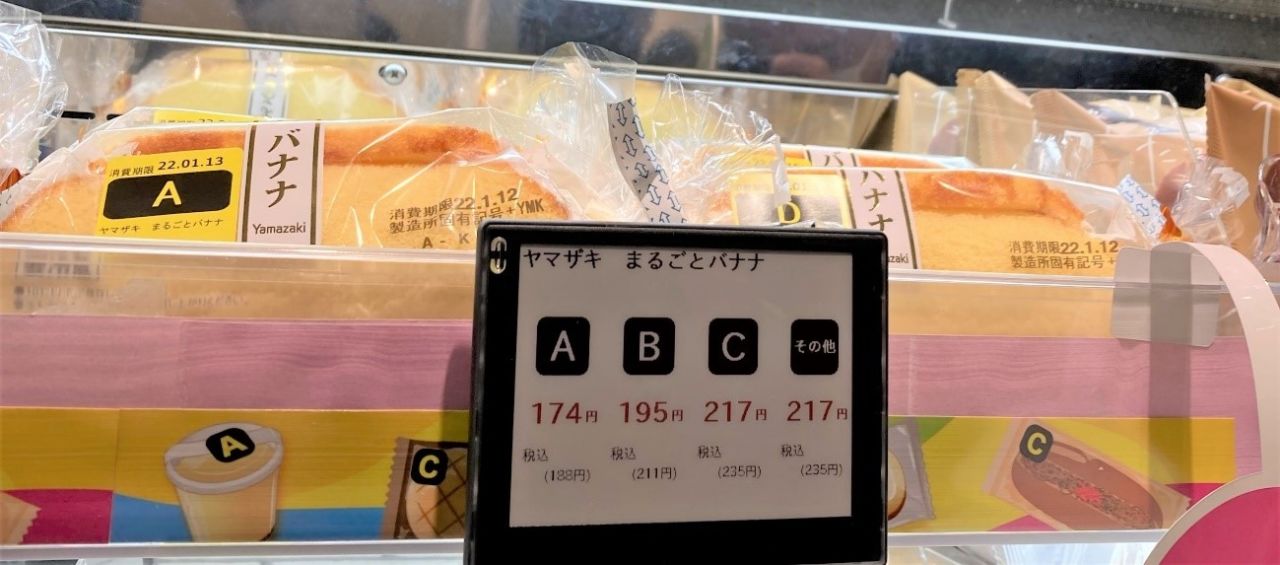 消費期限 22.01.13
A
ヤマザキ まるごとバナナ
バナナ
Yamazaki
消費期限22.1.12
製造所固有記号+YMK
A - K
D
バナナ
zaki
消費期限22.1.12
製造所固有記号+
ヤマザキ まるごとバナナ
A B C その他
174円 195円 217円 217円
税込 税込 税込 税込
(188円) (211円) (235円) (235円)
A
C
C